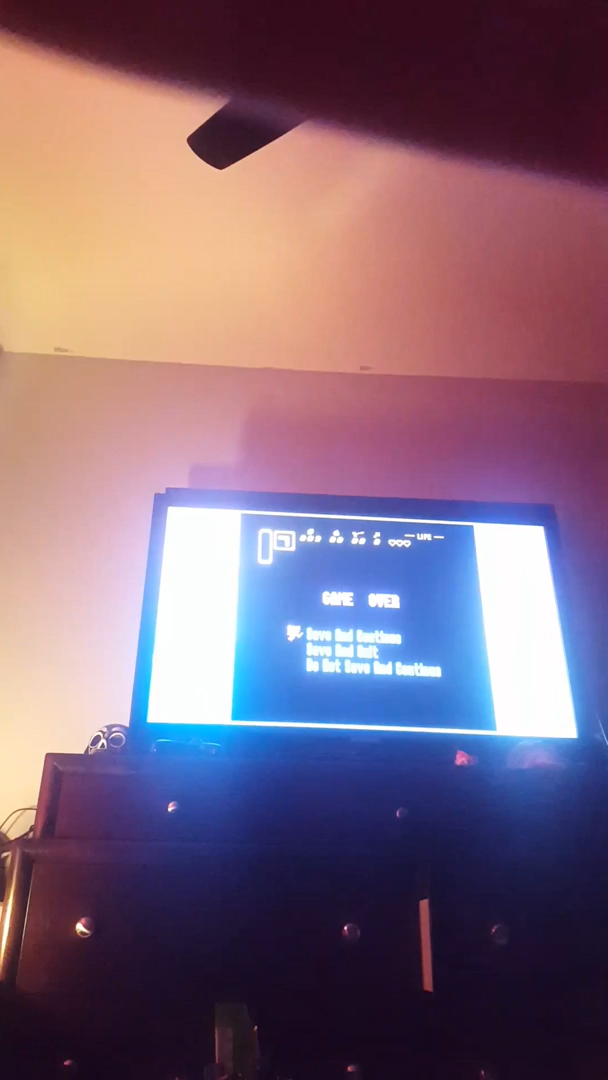 — LIFE —
GAME OVER
Save And Continue
Save And Quit
Do Not Save And Continue